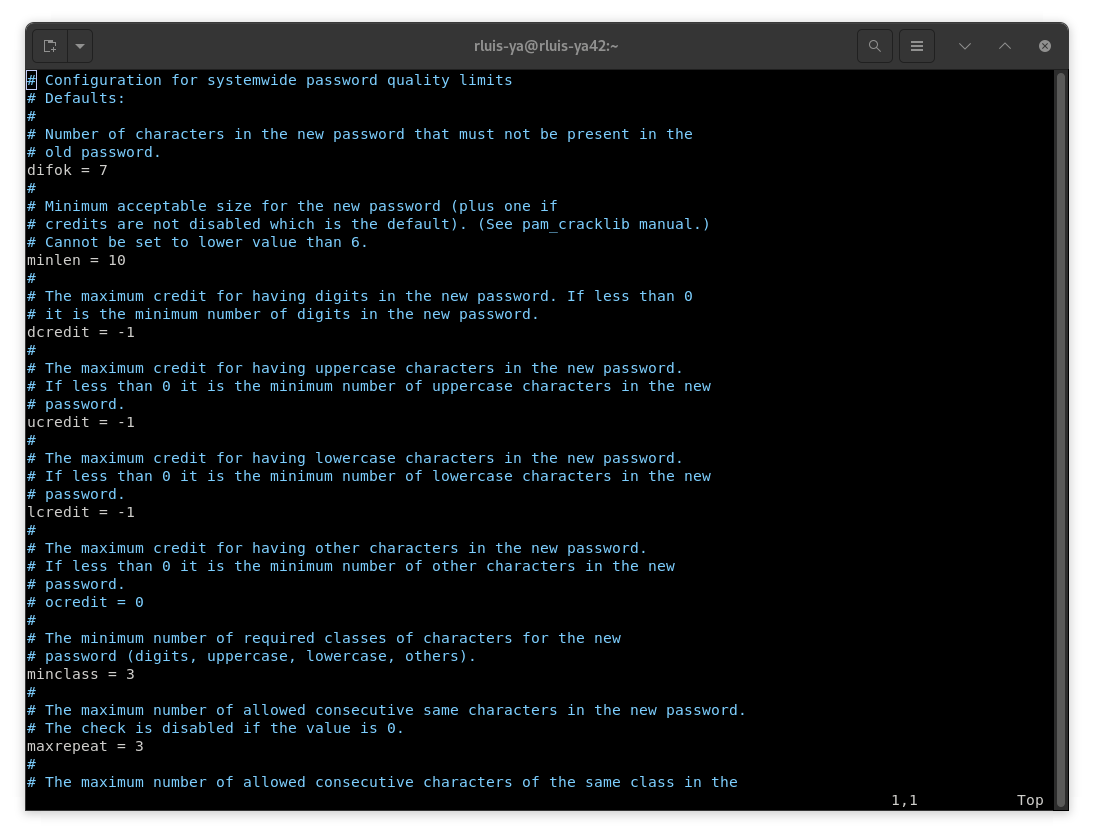 rluis-ya@rluis-ya42:~
# Configuration for systemwide password quality limits
# Defaults:
#
# Number of characters in the new password that must not be present in the
# old password.
difok = 7
#
# Minimum acceptable size for the new password (plus one if
# credits are not disabled which is the default). (See pam_cracklib manual.)
# Cannot be set to lower value than 6.
minlen = 10
#
# The maximum credit for having digits in the new password. If less than 0
# it is the minimum number of digits in the new password.
dcredit = -1
#
# The maximum credit for having uppercase characters in the new password.
# If less than 0 it is the minimum number of uppercase characters in the new
# password.
ucredit = -1
#
# The maximum credit for having lowercase characters in the new password.
# If less than 0 it is the minimum number of lowercase characters in the new
# password.
lcredit = -1
#
# The maximum credit for having other characters in the new password.
# If less than 0 it is the minimum number of other characters in the new
# password.
# ocredit = 0
#
# The minimum number of required classes of characters for the new
# password (digits, uppercase, lowercase, others).
minclass = 3
#
# The maximum number of allowed consecutive same characters in the new password.
# The check is disabled if the value is 0.
maxrepeat = 3
#
# The maximum number of allowed consecutive characters of the same class in the
1,1 Top